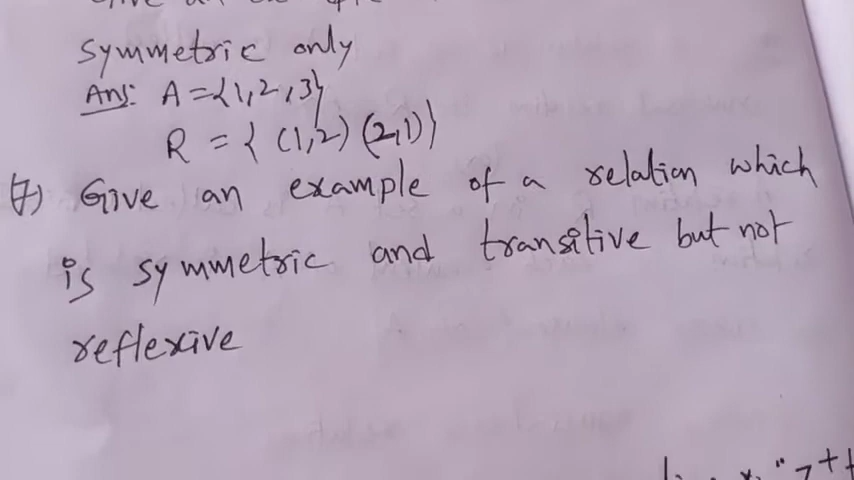 symmetric only
Ans: A = {1, 2, 3}
R = { (1,2) (2,1)}
(7) Give an example of a relation which
is symmetric and transitive but not
reflexive